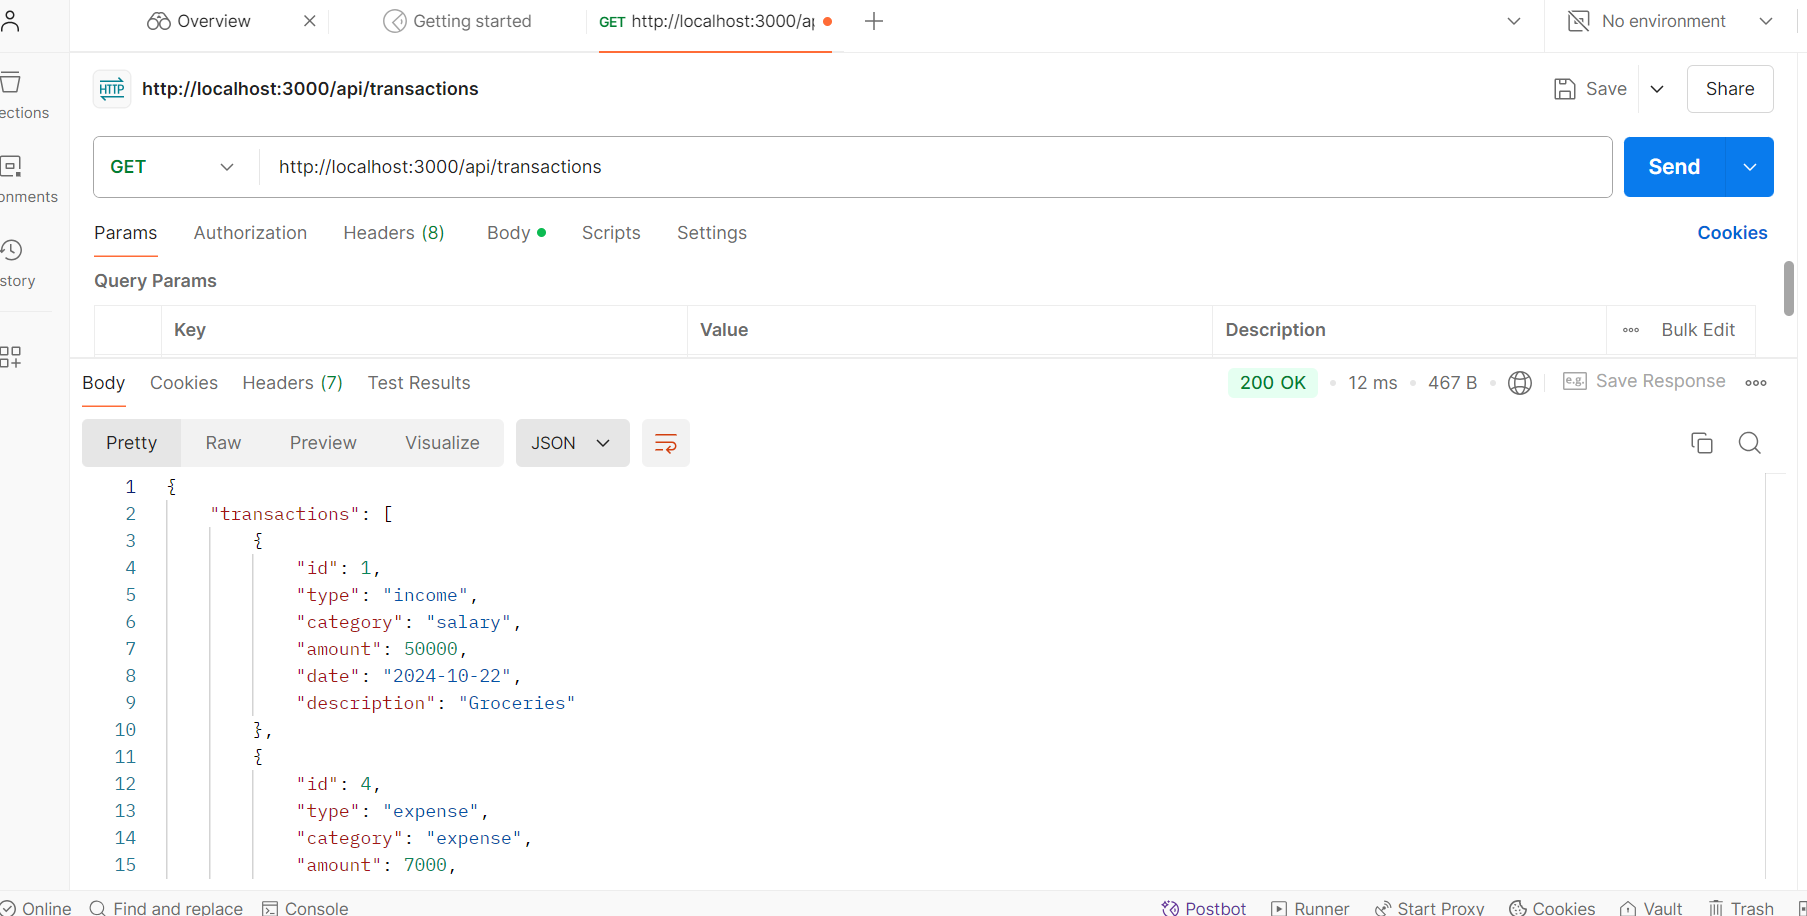 Overview
Getting started
GET http://localhost:3000/ap
No environment
HTTP http://localhost:3000/api/transactions
Save
Share
ections
GET http://localhost:3000/api/transactions
Send
onments
Params Authorization Headers (8) Body Scripts Settings
Cookies
story
Query Params
Key Value Description Bulk Edit
Body Cookies Headers (7) Test Results
200 OK 12 ms 467 B e.g. Save Response
Pretty Raw Preview Visualize JSON
1 {
2 "transactions": [
3 {
4 "id": 1,
5 "type": "income",
6 "category": "salary",
7 "amount": 50000,
8 "date": "2024-10-22",
9 "description": "Groceries"
10 },
11 {
12 "id": 4,
13 "type": "expense",
14 "category": "expense",
15 "amount": 7000,
Online Find and replace Console Postbot Runner Start Proxy Cookies Vault Trash